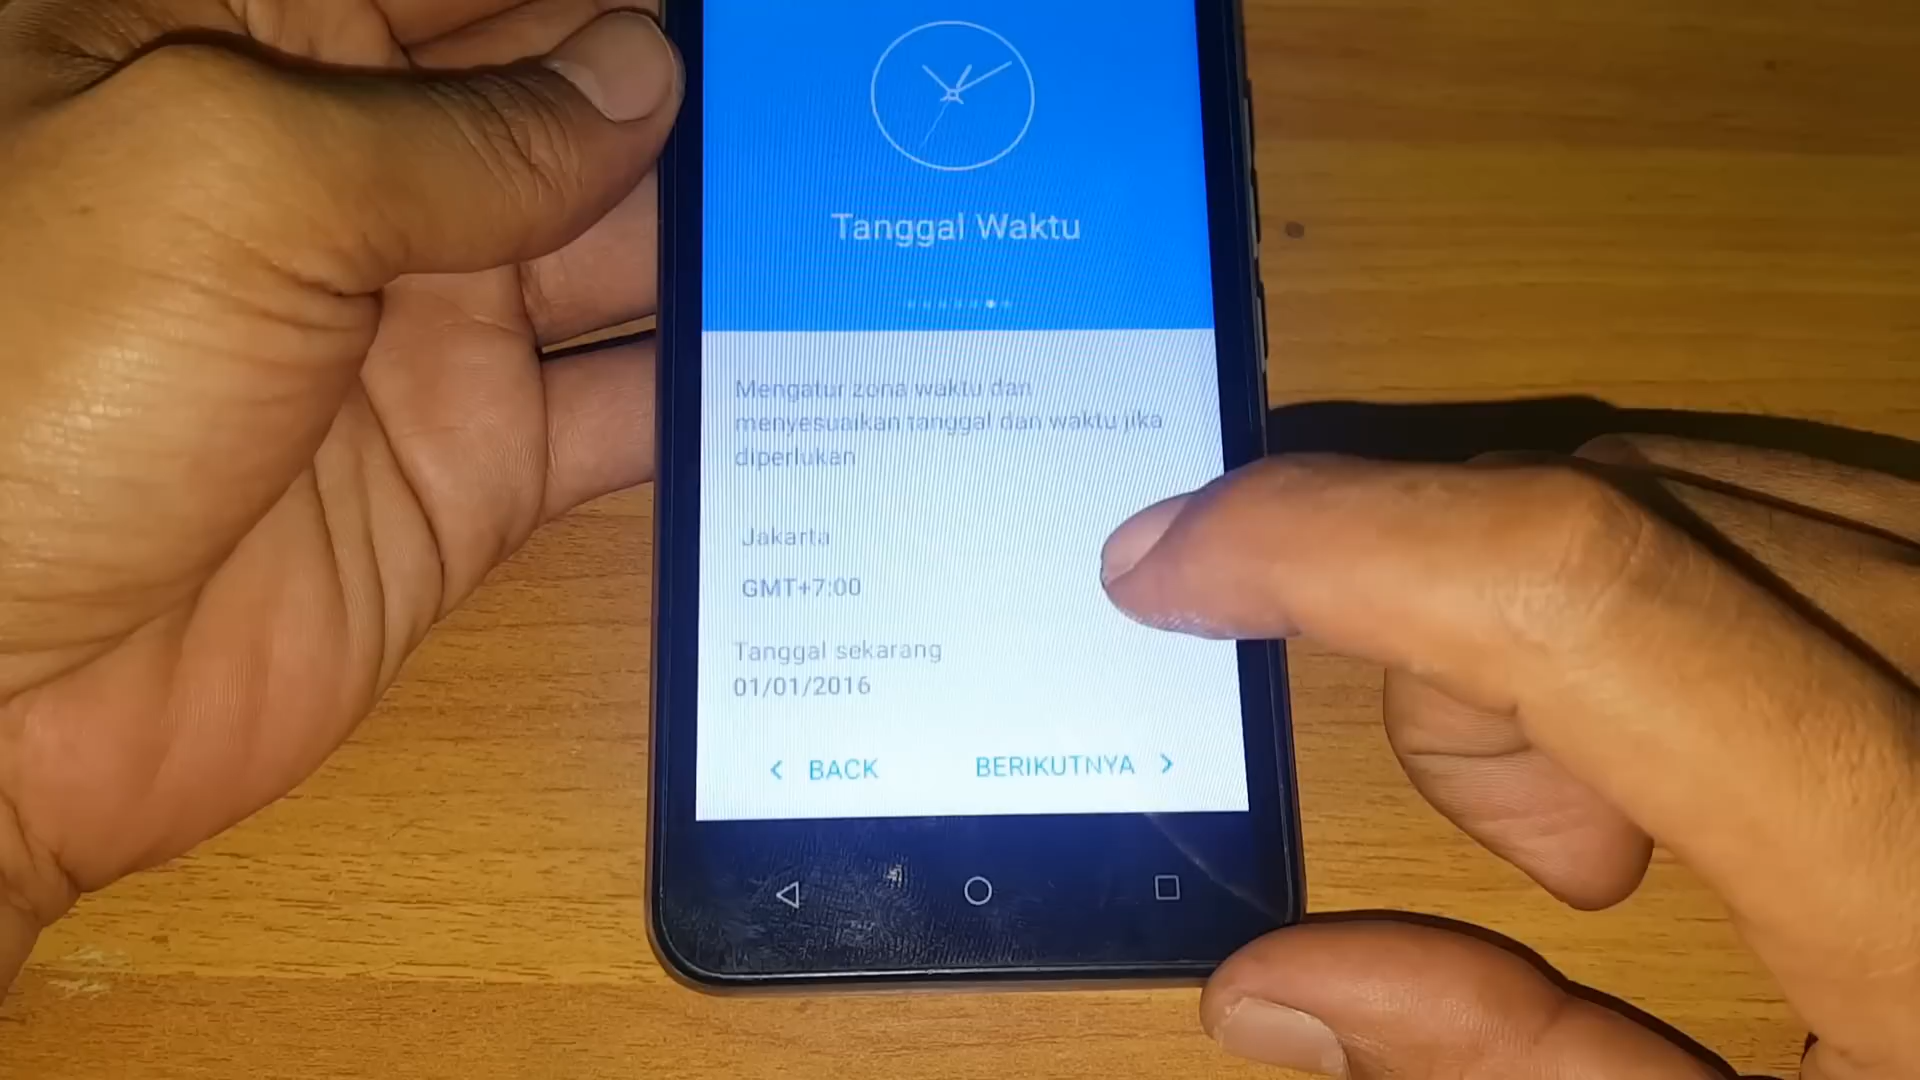 Tanggal Waktu
Mengatur zona waktu dan
menyesuaikan tanggal dan waktu jika
diperlukan
Jakarta
GMT+7:00
Tanggal sekarang
01/01/2016
< BACK
BERIKUTNYA >